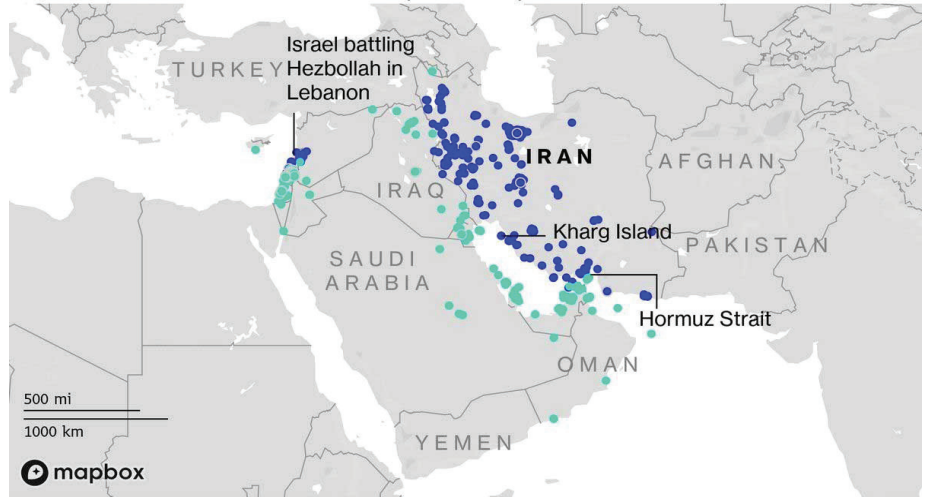 Israel battling
Hezbollah in
Lebanon
TURKEY
IRAN
AFGHAN.
IRAQ
Kharg Island
PAKISTAN
SAUDI
ARABIA
Hormuz Strait
OMAN
500 mi
1000 km
YEMEN
mapbox